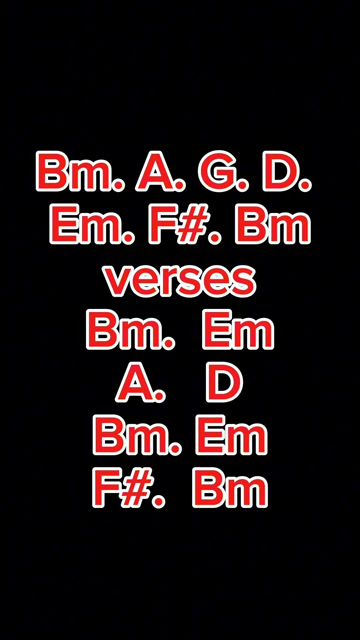 Bm. A. G. D.
Em. F#. Bm
verses
Bm. Em
A. D
Bm. Em
F#. Bm